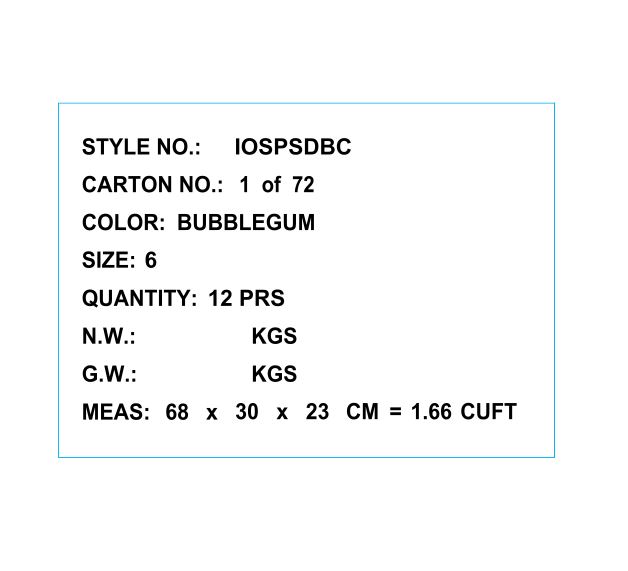 STYLE NO.: IOSPSDBC
CARTON NO.: 1 of 72
COLOR: BUBBLEGUM
SIZE: 6
QUANTITY: 12 PRS
N.W.: KGS
G.W.: KGS
MEAS: 68 x 30 x 23 CM = 1.66 CUFT